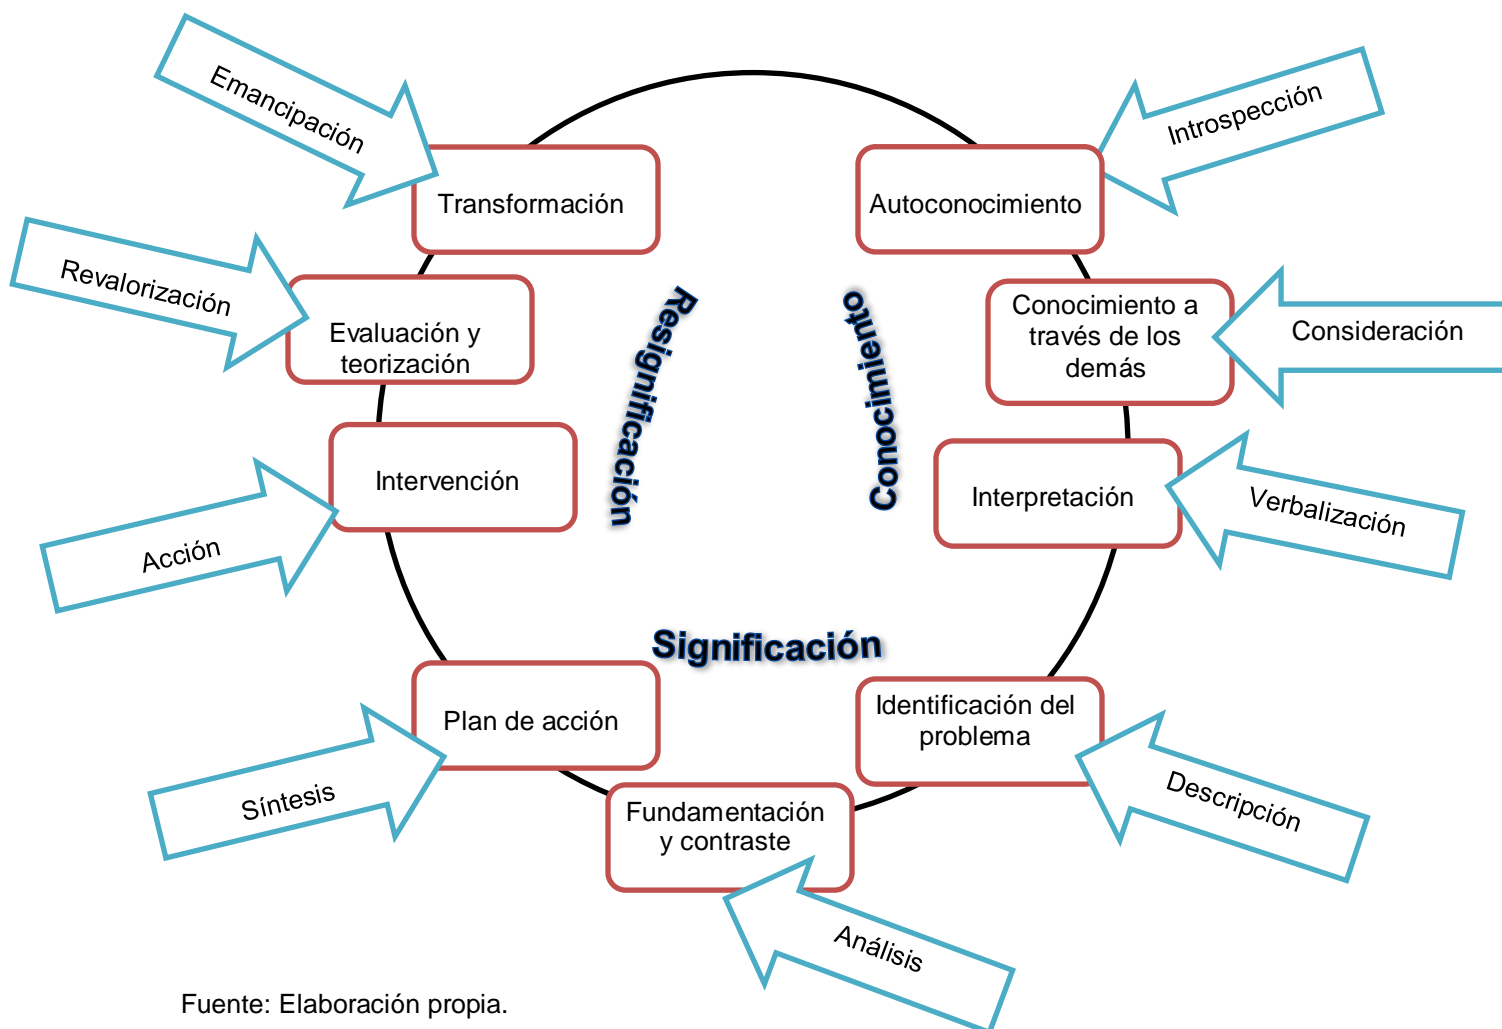 Emancipación
Introspección
Transformación
Autoconocimiento
Revalorización
Evaluación y
teorización
Resignificación
Conocimiento
Conocimiento a
través de los
demás
Consideración
Intervención
Interpretación
Verbalización
Acción
Significación
Plan de acción
Identificación del
problema
Síntesis
Descripción
Fundamentación
y contraste
Análisis
Fuente: Elaboración propia.